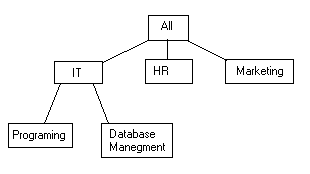 All
IT
HR
Marketing
Programing
Database
Manegment